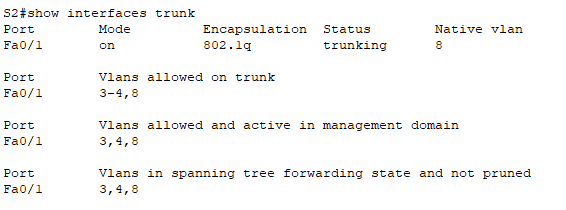 S2#show interfaces trunk
Port Mode Encapsulation Status Native vlan
Fa0/1 on 802.1q trunking 8
Port Vlans allowed on trunk
Fa0/1 3-4,8
Port Vlans allowed and active in management domain
Fa0/1 3,4,8
Port Vlans in spanning tree forwarding state and not pruned
Fa0/1 3,4,8